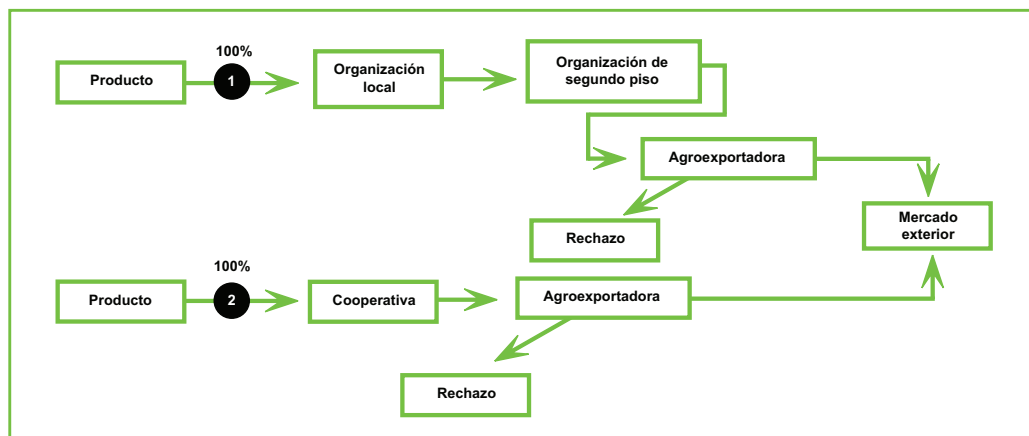 100%
Producto
1
Organización
local
Organización de
segundo piso
Agroexportadora
Rechazo
Mercado
exterior
100%
Producto
2
Cooperativa
Agroexportadora
Rechazo